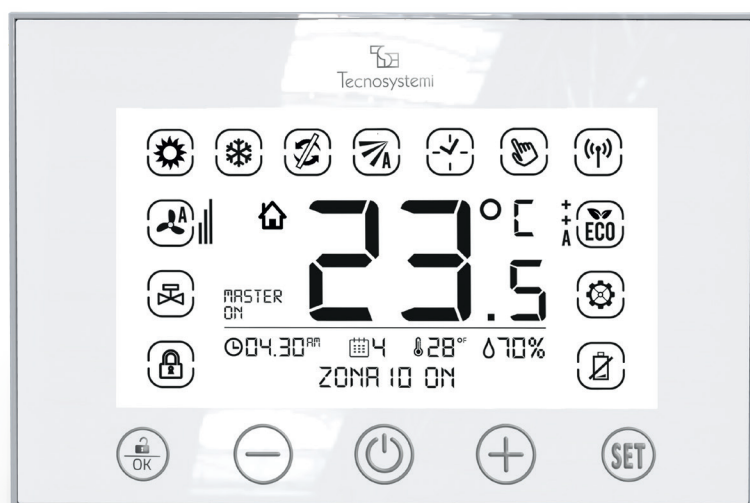 Tecnosystemi
A
A
23.5°C
+
+
A
ECO
MASTER
ON
04.30AM 4 28°F 70%
ZONA 10 ON
OK
SET